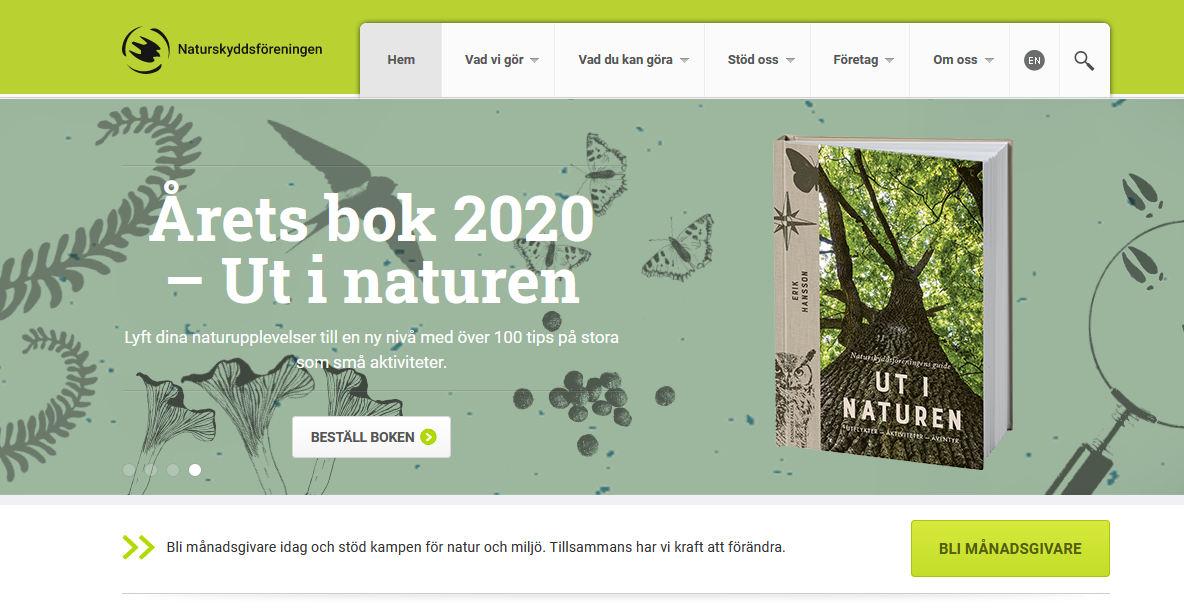 Naturskyddsföreningen
Hem
Vad vi gör
Vad du kan göra
Stöd oss
Företag
Om oss
EN
Årets bok 2020
– Ut i naturen
Lyft dina naturupplevelser till en ny nivå med över 100 tips på stora
som små aktiviteter.
BESTÄLL BOKEN
ERIK
HANSSON
Naturskyddsföreningens guide
UT I
NATUREN
UTFLYKTER – AKTIVITETER – ÄVENTYR
Bli månadsgivare idag och stöd kampen för natur och miljö. Tillsammans har vi kraft att förändra.
BLI MÅNADSGIVARE